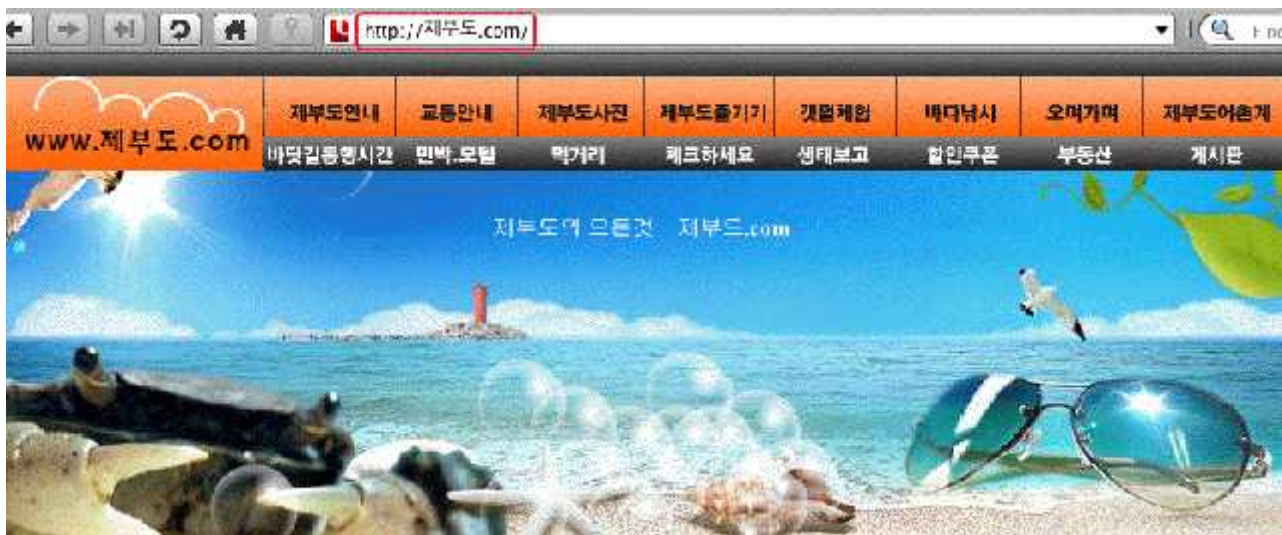 http://제부도.com/
제부도안내 교통안내 제부도사진 제부도즐기기 갯벌체험 바다낚시 오며가며 제부도어촌계
www.제부도.com
바닷길통행시간 민박.모텔 먹거리 체크하세요 생태보고 할인쿠폰 부동산 게시판
제부도의 모든것 제부도.com